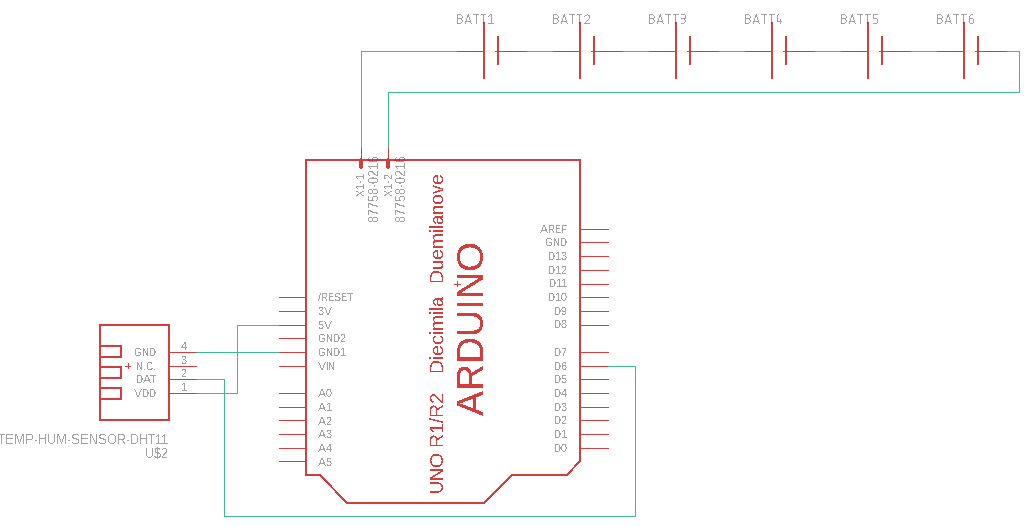 BATT1 BATT2 BATT3 BATT4 BATT5 BATT6
X1-1
87758-0216
X1-2
87758-0216
UNO R1/R2 Diecimila Duemilanove
ARDUINO
AREF
GND
D13
D12
D11
D10
D9
D8
D7
D6
D5
D4
D3
D2
D1
D0
/RESET
3V
5V
GND2
GND1
VIN
A0
A1
A2
A3
A4
A5
GND 4
N.C. 3
DAT 2
VDD 1
TEMP-HUM-SENSOR-DHT11
U$2